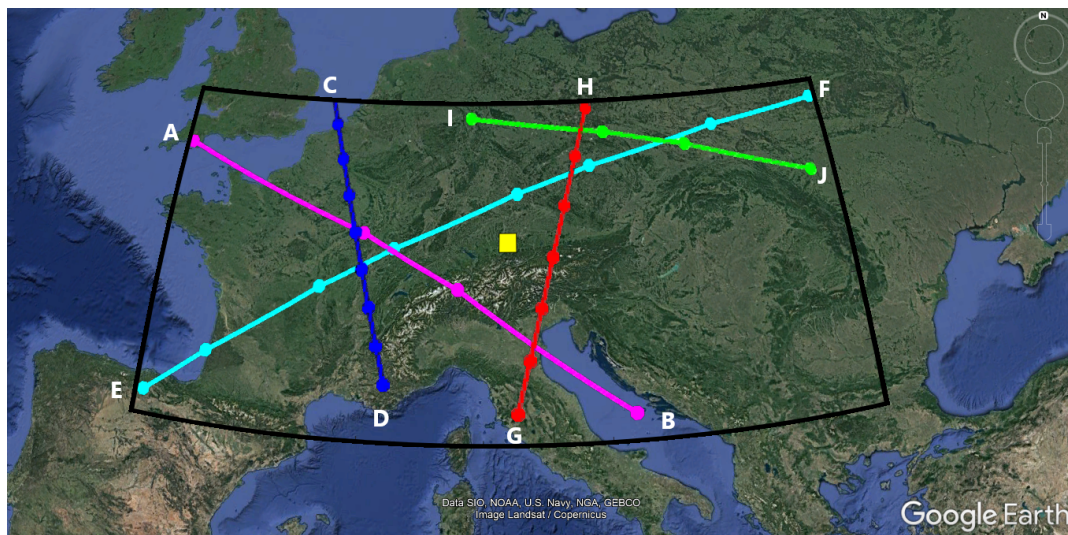 N
C
H
F
I
A
J
E
D
G
B
Data SIO, NOAA, U.S. Navy, NGA, GEBCO
Image Landsat / Copernicus
Google Earth